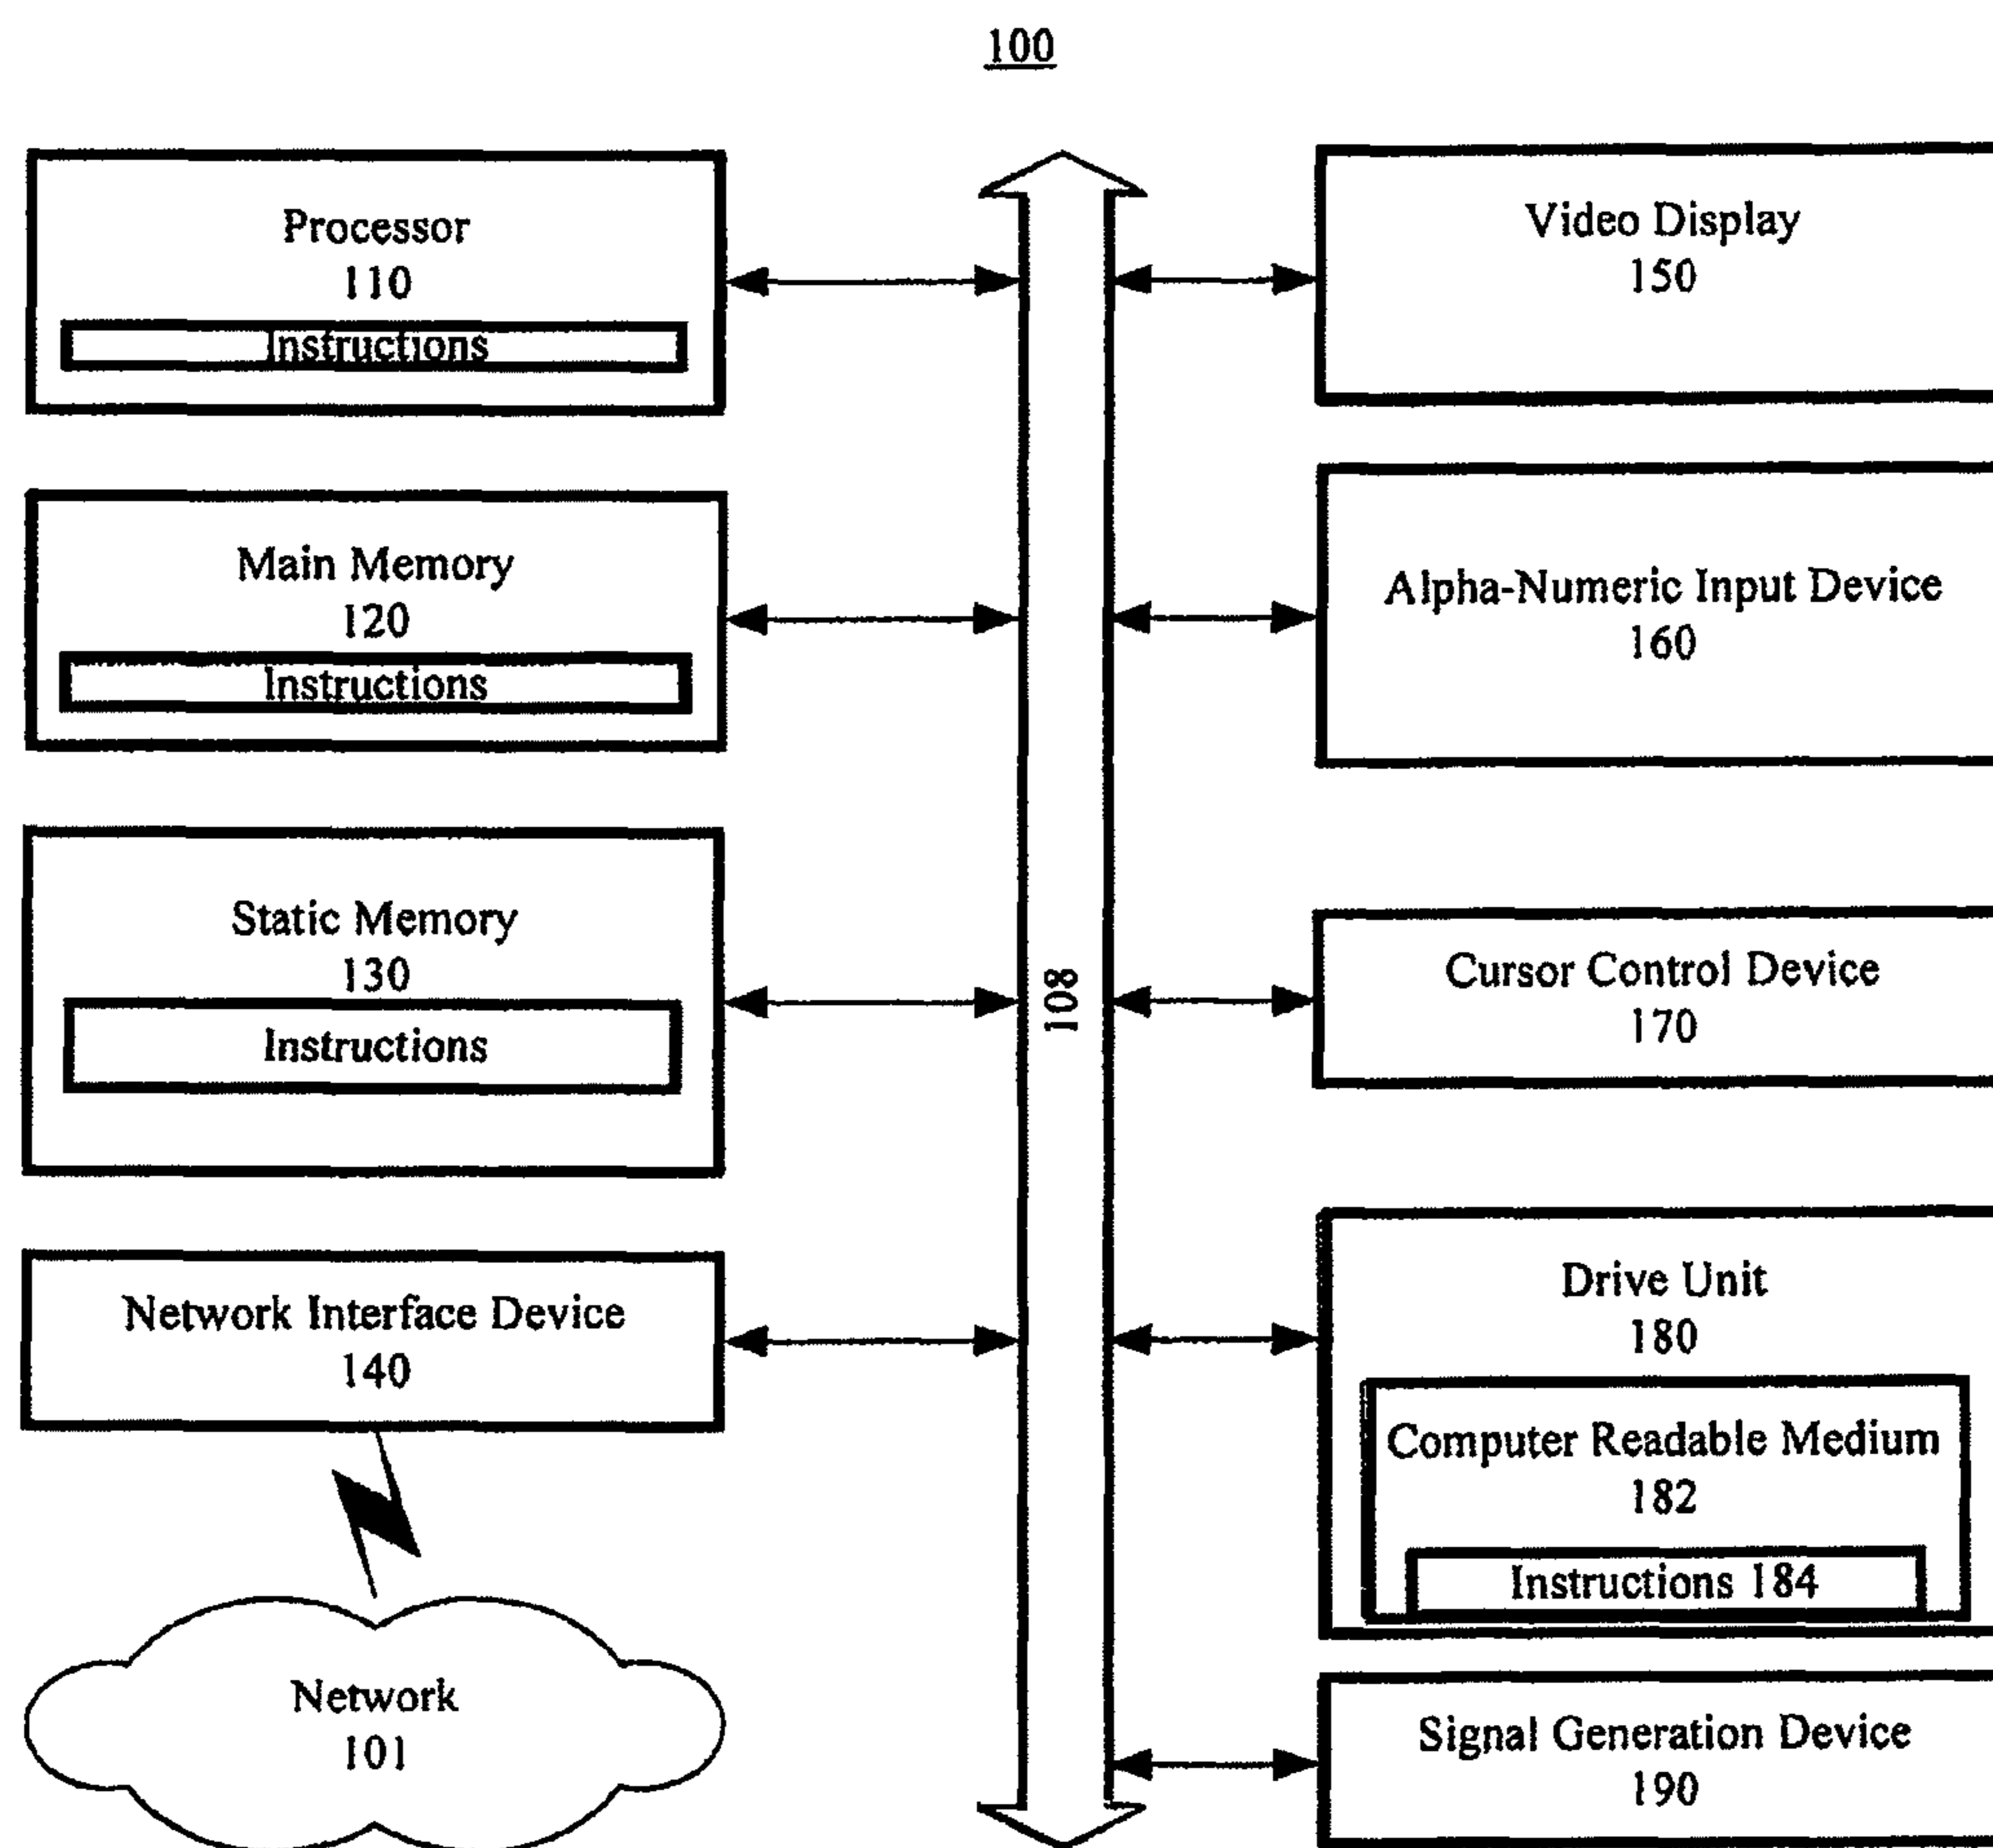 100
Processor
110
Instructions
Main Memory
120
Instructions
Static Memory
130
Instructions
Network Interface Device
140
Network
101
108
Video Display
150
Alpha-Numeric Input Device
160
Cursor Control Device
170
Drive Unit
180
Computer Readable Medium
182
Instructions 184
Signal Generation Device
190